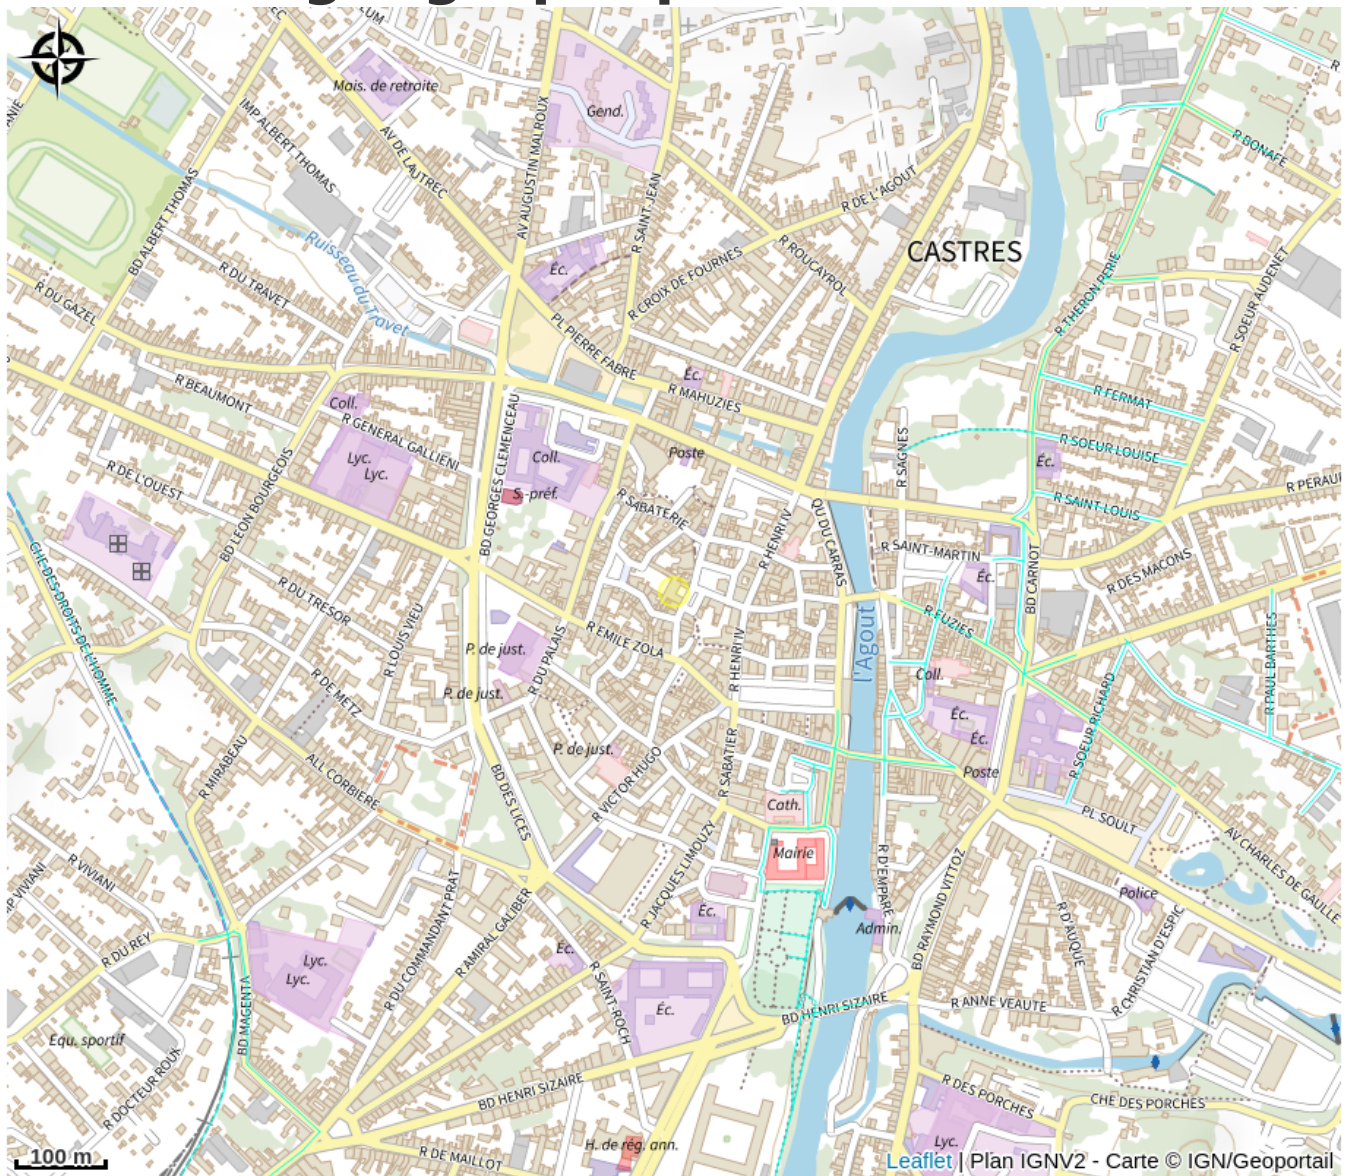 LUM
Mais. de retraite
Gend.
IMP ALBERT THOMAS
AV DE LAUTREC
AV AUGUSTIN MALROUX
R SAINT-JEAN
R DE L'AGOUT
R BONAFE
BD ALBERT THOMAS
Ruisseau du Travet
R DU TRAVET
Éc.
R CROIX DE FOURNES
R ROUCAYROL
CASTRES
R THERON PERIE
R SOEUR AUDENET
R DU GAZEL
PL PIERRE FABRE
R BEAUMONT
Éc.
R MAHUZIES
R FERMAT
Coll.
R GENERAL GALLIENI
BD GEORGES CLEMENCEAU
Lyc.
Lyc.
Coll.
Poste
R SAGNES
R SOEUR LOUISE
Éc.
R DE L'OUEST
BD LEON BOURGEOIS
S.-préf.
R SABATERIE
R HENRI IV
QU DU CARRAS
R SAINT-LOUIS
R SAINT-MARTIN
CHE DES DROITS DE L'HOMME
R DU TRESOR
R LOUIS VIEU
Éc.
BD CARNOT
R DES MACONS
R FUZIES
l'Agout
R EMILE ZOLA
P. de just.
R DU PALAIS
R HENRI IV
R DE METZ
P. de just.
Coll.
R PAUL BARTHES
R SOEUR RICHARD
Éc.
Éc.
P. de just.
R VICTOR HUGO
R SABATIER
R MIRABEAU
ALL CORBIERE
BD DES LICES
Poste
Cath.
PL SOULT
Mairie
AV CHARLES DE GAULLE
R JACQUES LIMOUZY
R D'EMPARE
BD RAYMOND VITTOZ
R VIVIANI
R DU COMMANDANT PRAT
R AMIRAL GALIBER
Police
Éc.
Admin.
R D'AUQUE
R CHRISTIAN D'ESPIC
R DU REY
Éc.
Lyc.
Lyc.
R SAINT-ROCH
Éc.
BD HENRI SIZAIRE
R ANNE VEAUTE
BD MAGENTA
Equ. sportif
R DOCTEUR ROUX
BD HENRI SIZAIRE
R DES PORCHES
CHE DES PORCHES
R DE MAILLOT
H. de rég. ann.
Lyc.
100 m
Leaflet | Plan IGNV2 - Carte © IGN/Geoportail